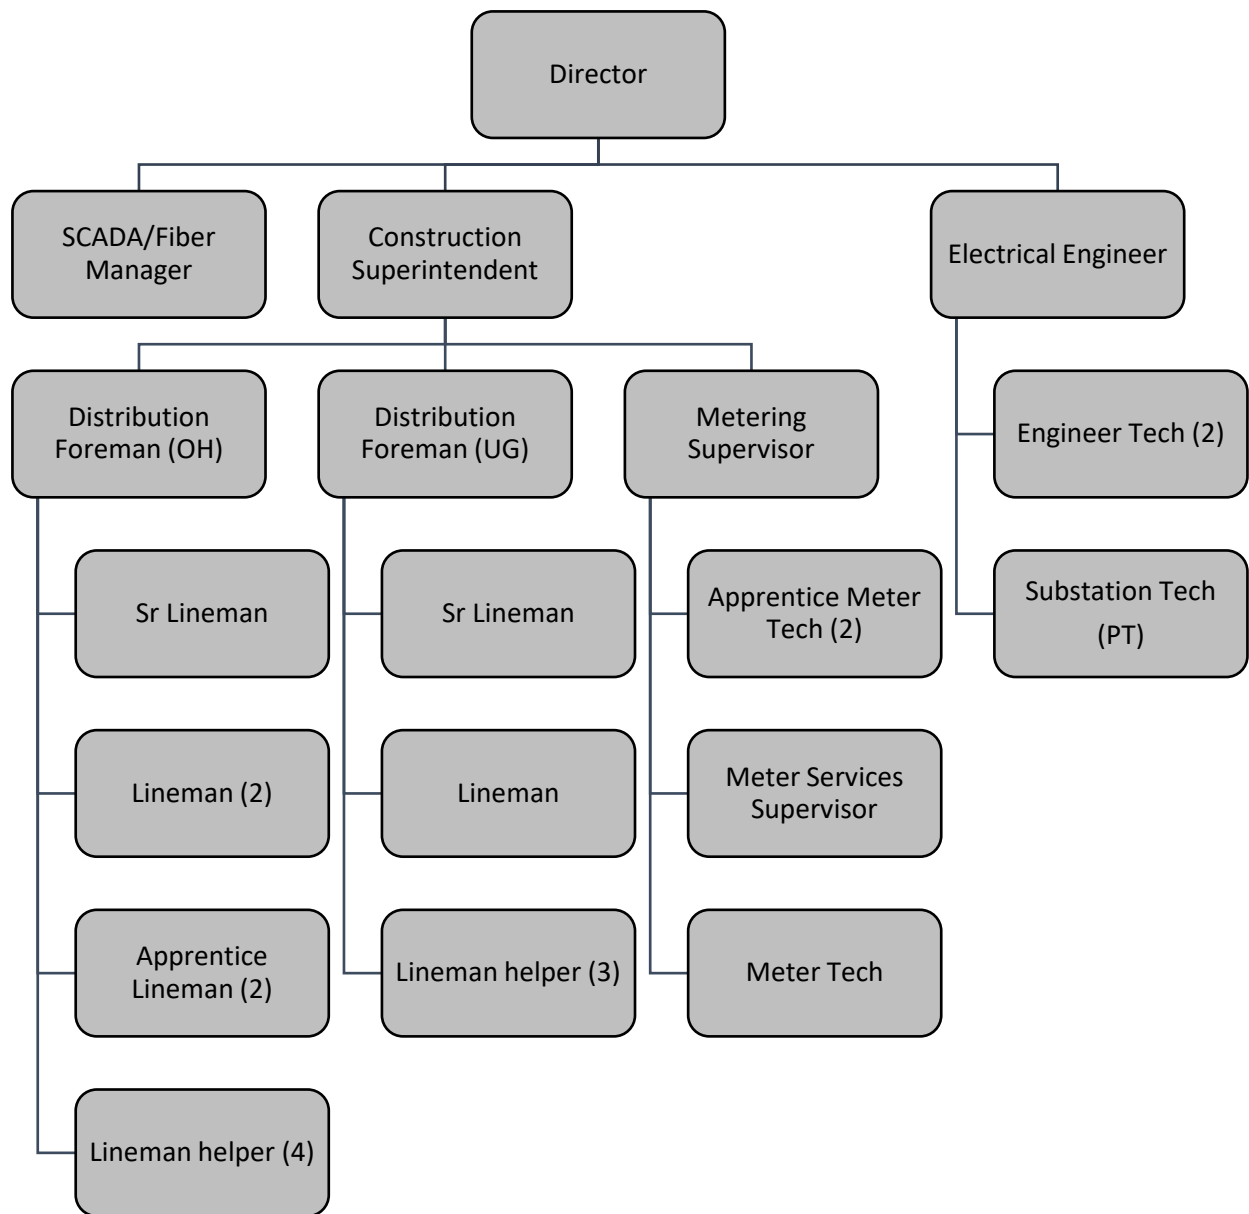 Director
SCADA/Fiber
Manager
Construction
Superintendent
Electrical Engineer
Distribution
Foreman (OH)
Distribution
Foreman (UG)
Metering
Supervisor
Engineer Tech (2)
Sr Lineman
Sr Lineman
Apprentice Meter
Tech (2)
Substation Tech
(PT)
Lineman (2)
Lineman
Meter Services
Supervisor
Apprentice
Lineman (2)
Lineman helper (3)
Meter Tech
Lineman helper (4)